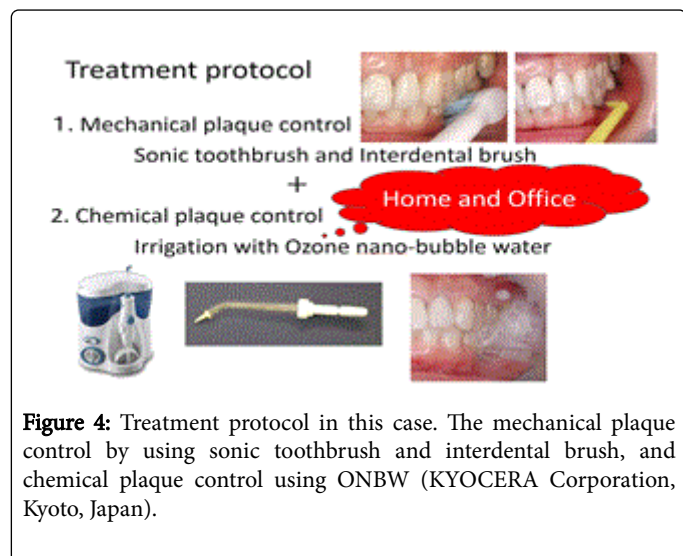 Treatment protocol
1. Mechanical plaque control
Sonic toothbrush and Interdental brush
+
Home and Office
2. Chemical plaque control
Irrigation with Ozone nano-bubble water
Figure 4: Treatment protocol in this case. The mechanical plaque
control by using sonic toothbrush and interdental brush, and
chemical plaque control using ONBW (KYOCERA Corporation,
Kyoto, Japan).